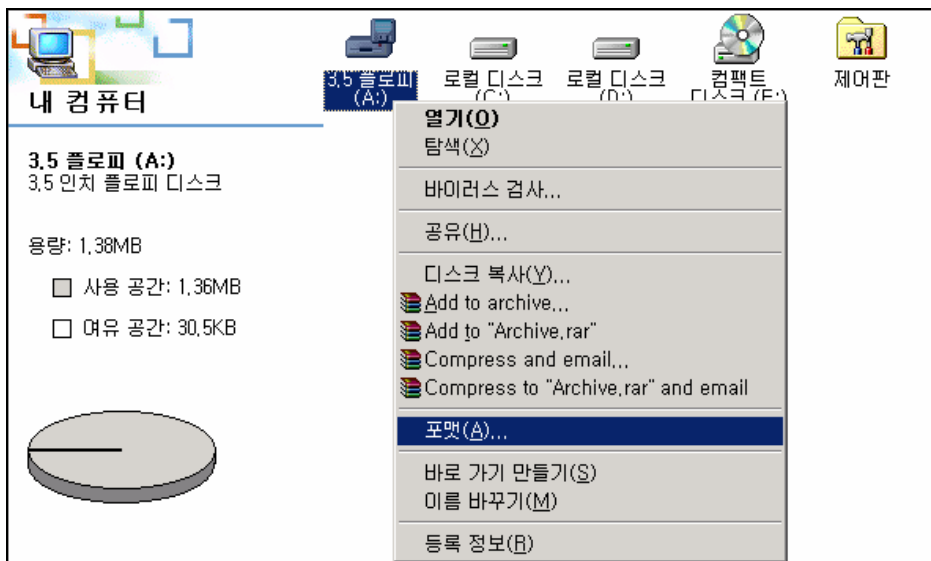 내 컴퓨터
3.5 플로피 (A:)
3.5 인치 플로피 디스크
용량: 1.38MB
사용 공간: 1.36MB
여유 공간: 30.5KB
3.5 플로피
(A:)
로컬 디스크
(C:)
로컬 디스크
(D:)
컴팩트
디스크 (E:)
제어판
열기(O)
탐색(X)
바이러스 검사...
공유(H)...
디스크 복사(Y)...
Add to archive...
Add to "Archive.rar"
Compress and email...
Compress to "Archive.rar" and email
포맷(A)...
바로 가기 만들기(S)
이름 바꾸기(M)
등록 정보(R)